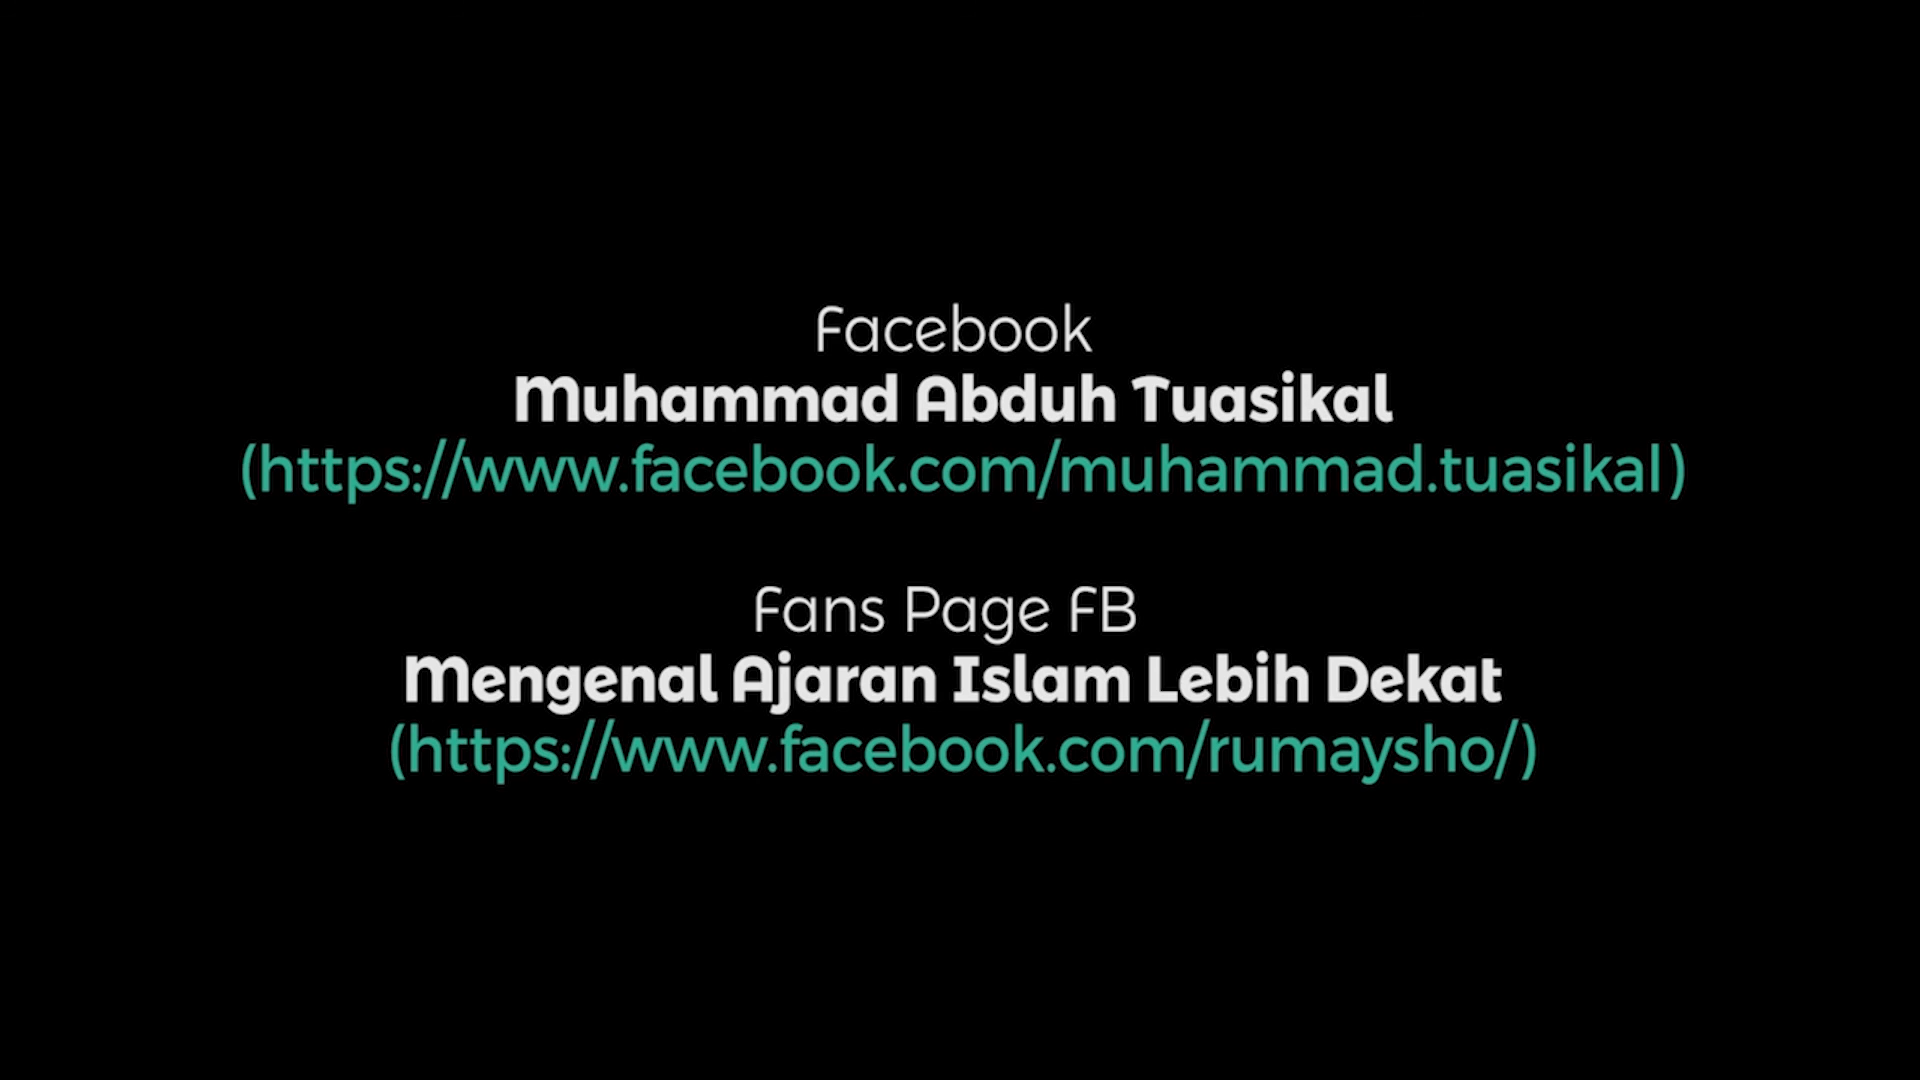 Facebook
Muhammad Abduh Tuasikal
(https://www.facebook.com/muhammad.tuasikal)
Fans Page FB
Mengenal Ajaran Islam Lebih Dekat
(https://www.facebook.com/rumaysho/)